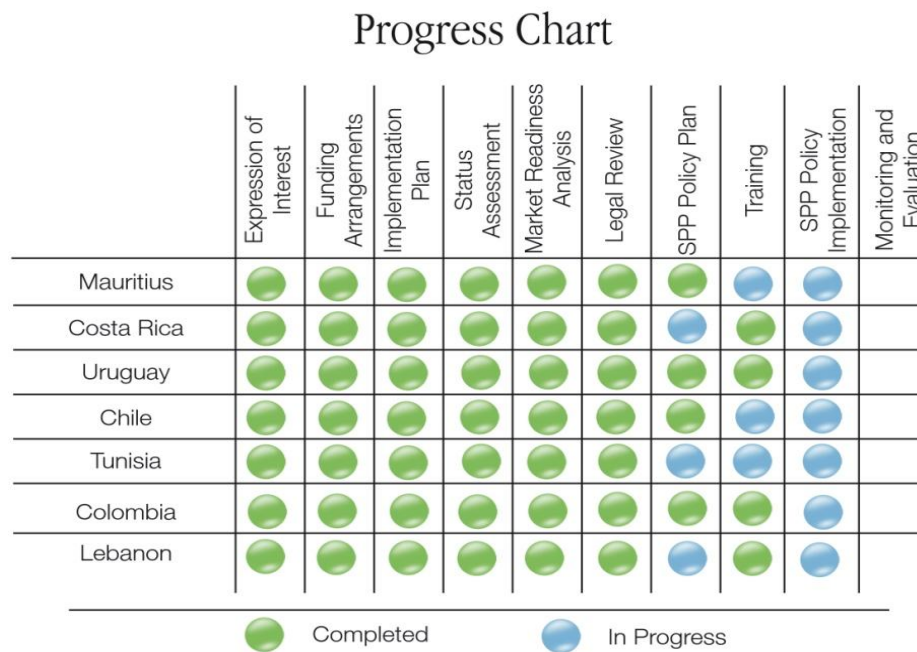 Progress Chart
Expression of
Interest
Funding
Arrangements
Implementation
Plan
Status
Assessment
Market Readiness
Analysis
Legal Review
SPP Policy Plan
Training
SPP Policy
Implementation
Monitoring and
Evaluation
Mauritius
Costa Rica
Uruguay
Chile
Tunisia
Colombia
Lebanon
Completed
In Progress